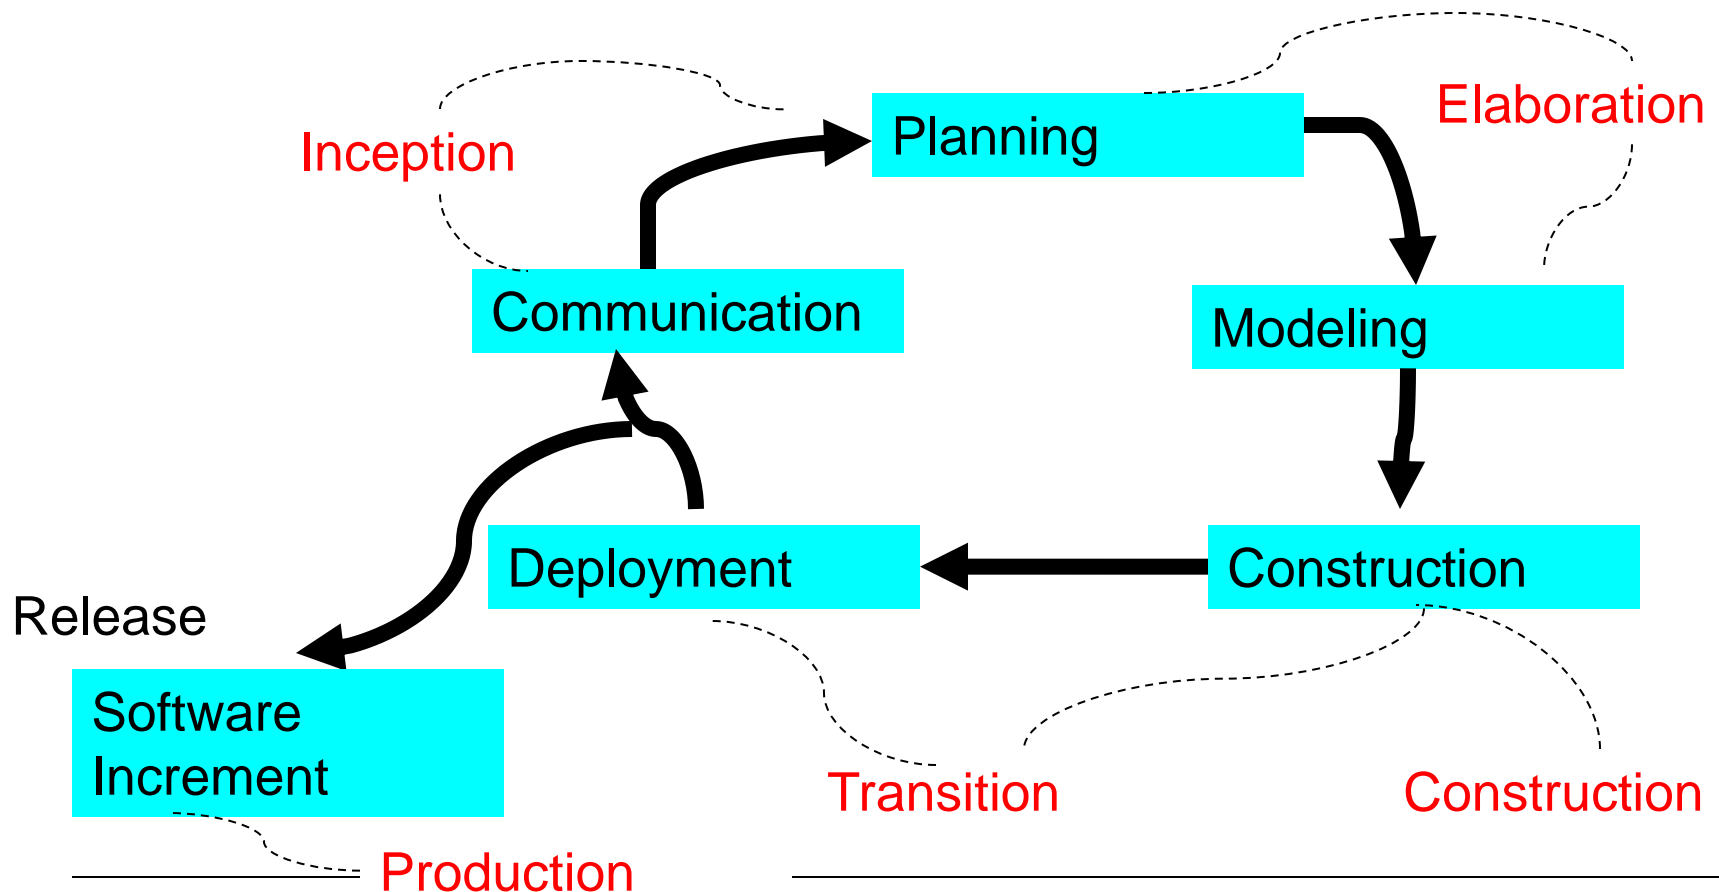 Elaboration
Planning
Inception
Communication
Modeling
Deployment
Construction
Release
Software
Increment
Transition
Construction
Production